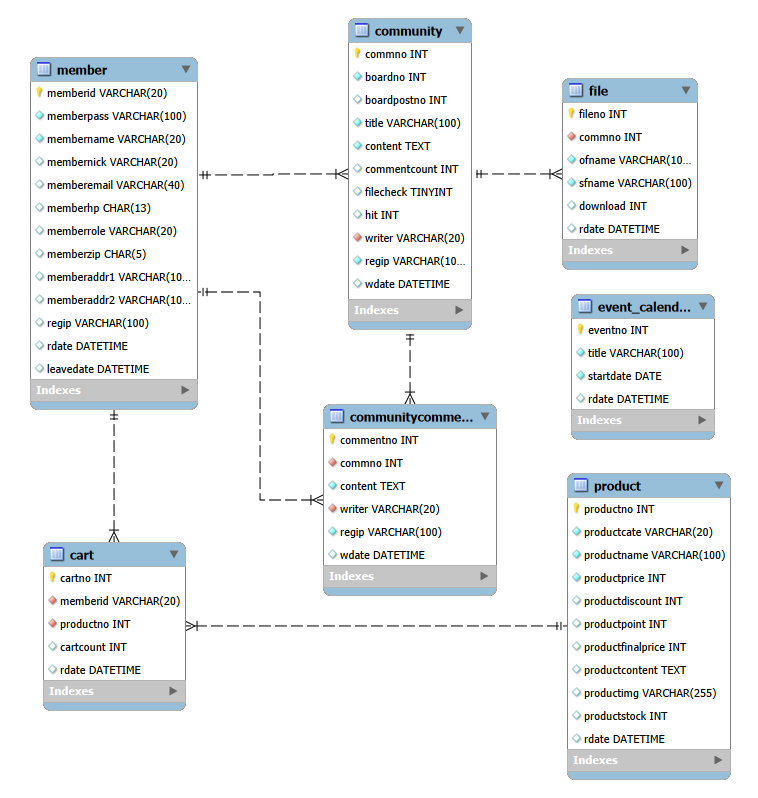 member
memberid VARCHAR(20)
memberpass VARCHAR(100)
membername VARCHAR(20)
membernick VARCHAR(20)
memberemail VARCHAR(40)
memberhp CHAR(13)
memberrole VARCHAR(20)
memberzip CHAR(5)
memberaddr1 VARCHAR(10...
memberaddr2 VARCHAR(10...
regip VARCHAR(100)
rdate DATETIME
leavedate DATETIME
Indexes
community
commno INT
boardno INT
boardpostno INT
title VARCHAR(100)
content TEXT
commentcount INT
filecheck TINYINT
hit INT
writer VARCHAR(20)
regip VARCHAR(10...
wdate DATETIME
Indexes
file
fileno INT
commno INT
ofname VARCHAR(10...
sfname VARCHAR(100)
download INT
rdate DATETIME
Indexes
event_calend...
eventno INT
title VARCHAR(100)
startdate DATE
rdate DATETIME
Indexes
communitycomme...
commentno INT
commno INT
content TEXT
writer VARCHAR(20)
regip VARCHAR(100)
wdate DATETIME
Indexes
cart
cartno INT
memberid VARCHAR(20)
productno INT
cartcount INT
rdate DATETIME
Indexes
product
productno INT
productcate VARCHAR(20)
productname VARCHAR(100)
productprice INT
productdiscount INT
productpoint INT
productfinalprice INT
productcontent TEXT
productimg VARCHAR(255)
productstock INT
rdate DATETIME
Indexes